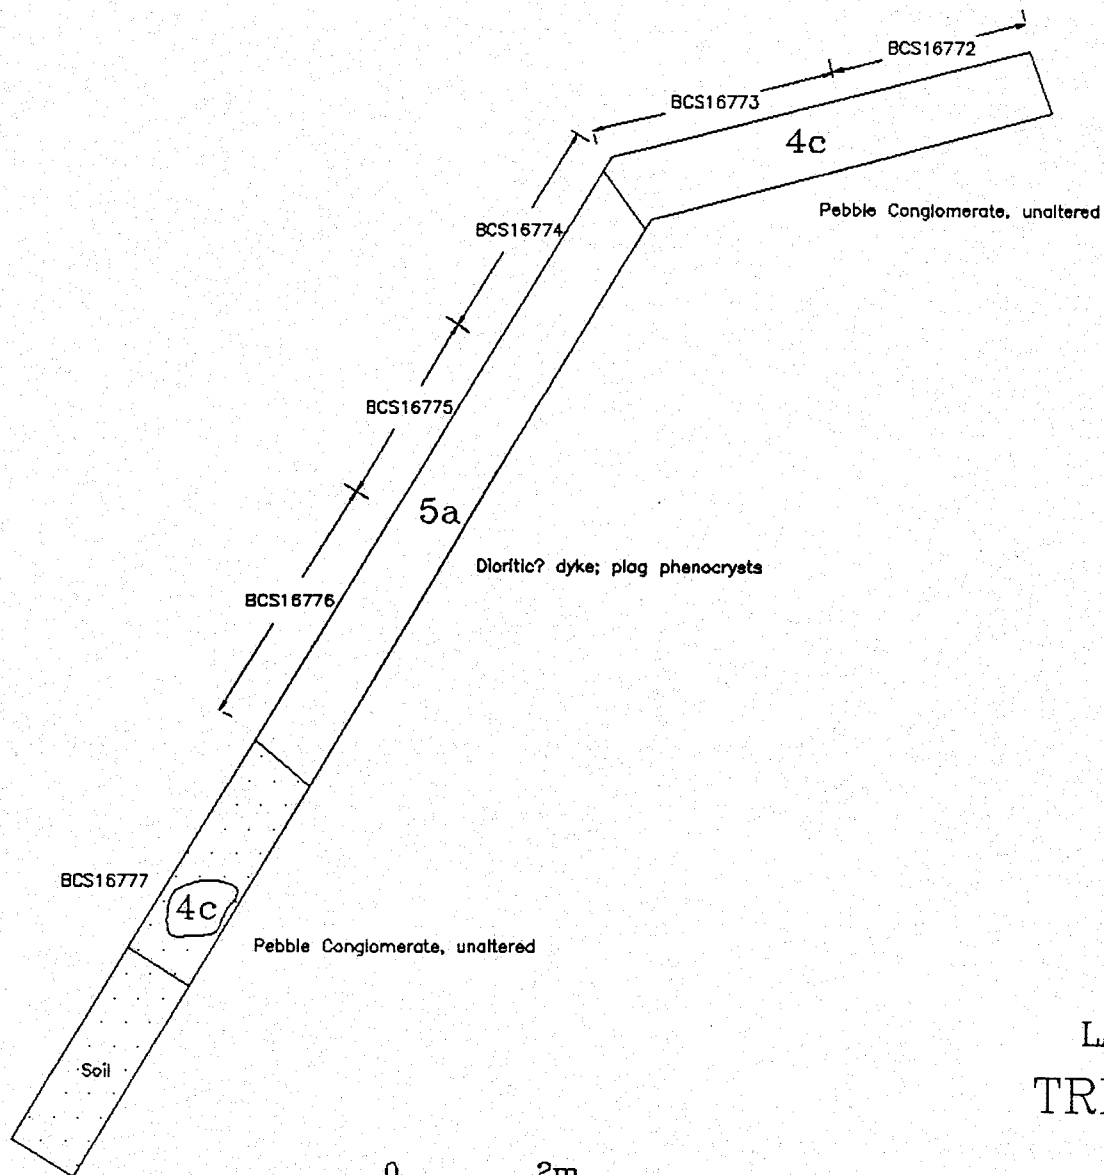 BCS16772
BCS16773
4c
Pebble Conglomerate, unaltered
BCS16774
BCS16775
5a
Dioritic? dyke; plag phenocrysts
BCS16776
BCS16777
4c
Pebble Conglomerate, unaltered
Soil
0 2m